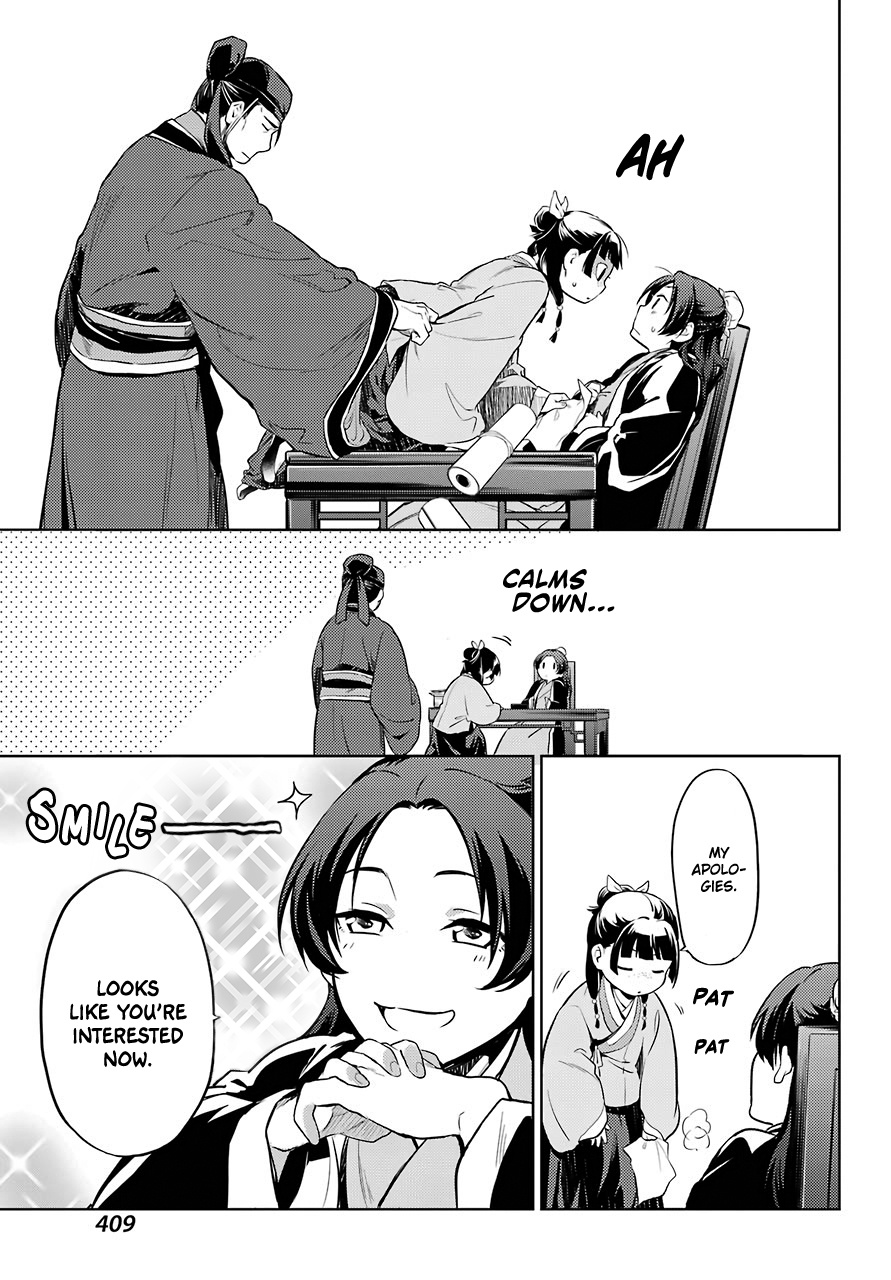 AH
CALMS
DOWN...
MY
APOLO-
GIES.
PAT
PAT
SMILE
LOOKS
LIKE YOU'RE
INTERESTED
NOW.
409